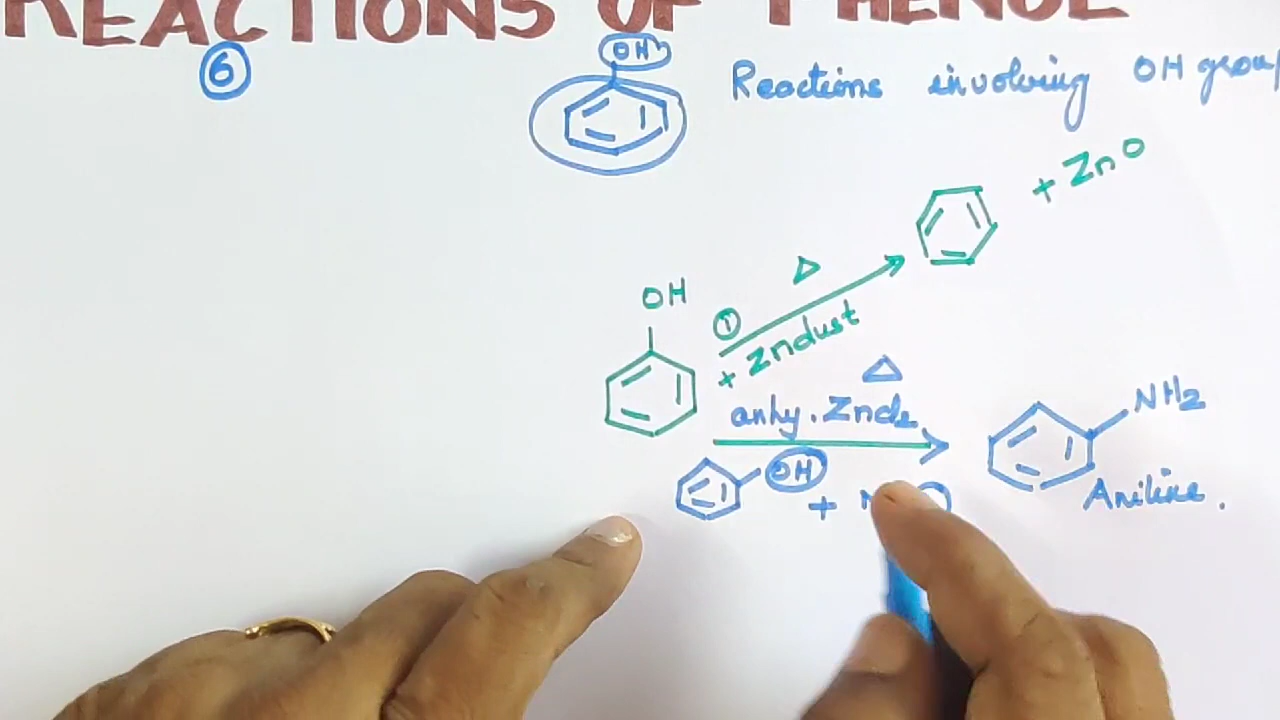 REACTIONS OF PHENOL
6
OH
Reactions involving OH group
+ ZnO
OH
Δ
1
+ Zndust
Δ
anhy. Zncl2
NH2
OH
+
Aniline.